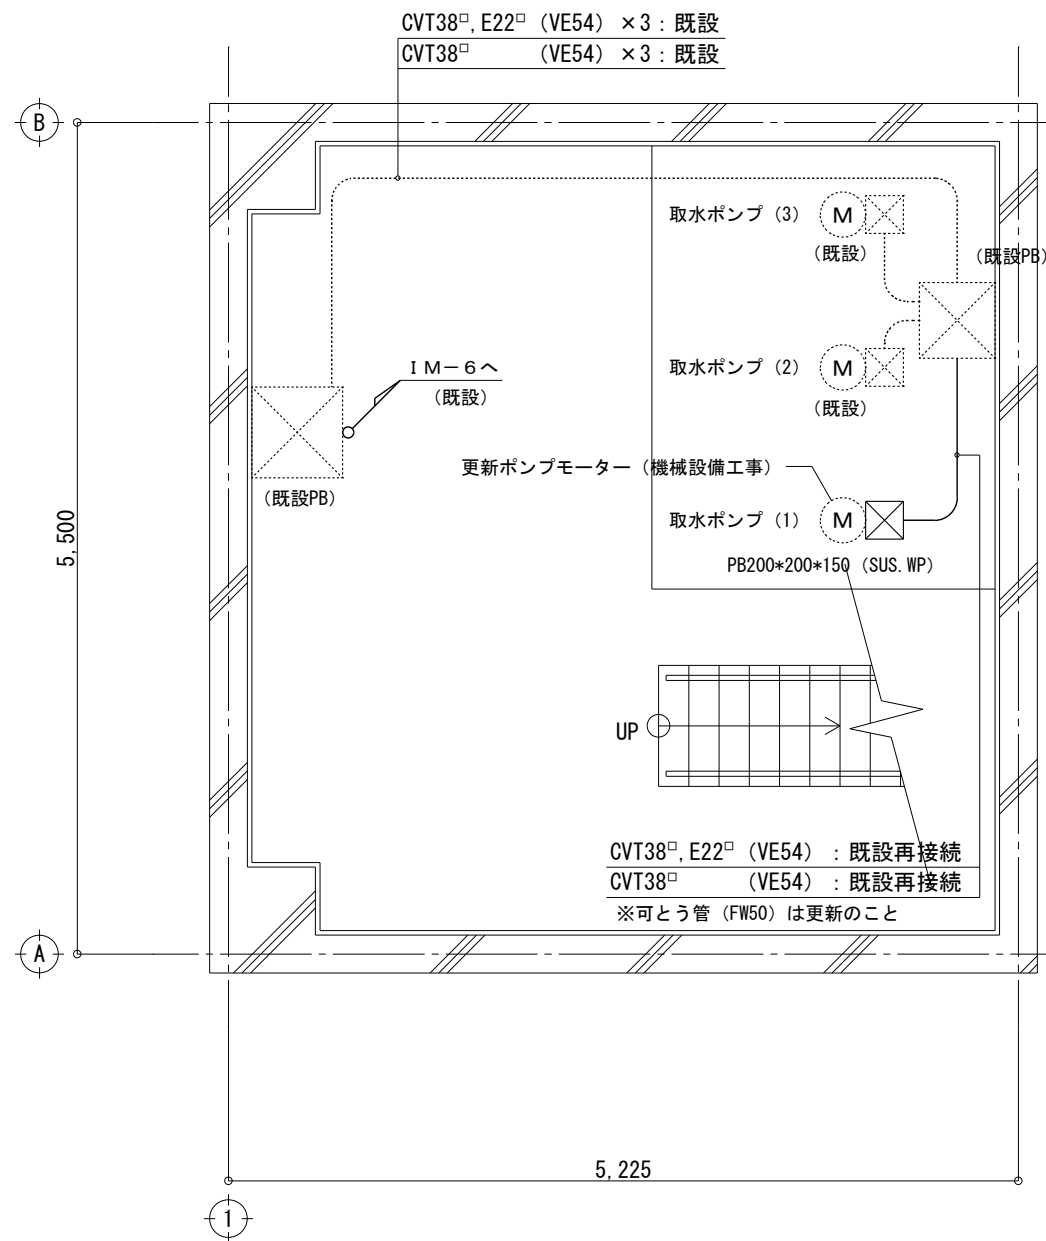 CVT38□, E22□ (VE54) ×3:既設
CVT38□ (VE54) ×3:既設
B
取水ポンプ (3)
M
(既設)
(既設PB)
IM-6へ
(既設)
取水ポンプ (2)
M
(既設)
(既設PB)
更新ポンプモーター (機械設備工事)
取水ポンプ (1)
M
PB200*200*150 (SUS.WP)
5,500
UP
CVT38□, E22□ (VE54) :既設再接続
CVT38□ (VE54) :既設再接続
※可とう管 (FW50) は更新のこと
A
5,225
1